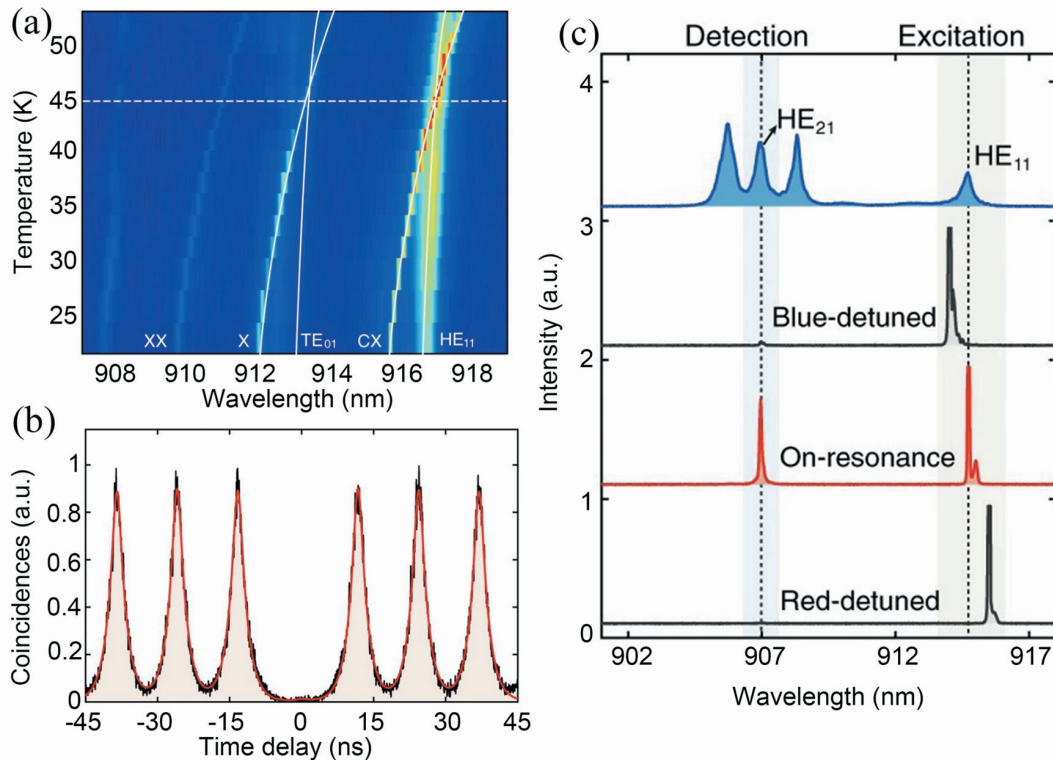 (a)
50
45
40
35
30
25
Temperature (K)
XX
X
TE01
CX
HE11
908
910
912
914
916
918
Wavelength (nm)
(b)
1
0.8
0.6
0.4
0.2
0
Coincidences (a.u.)
-45
-30
-15
0
15
30
45
Time delay (ns)
(c)
Detection
Excitation
4
3
2
1
0
Intensity (a.u.)
HE21
HE11
Blue-detuned
On-resonance
Red-detuned
902
907
912
917
Wavelength (nm)